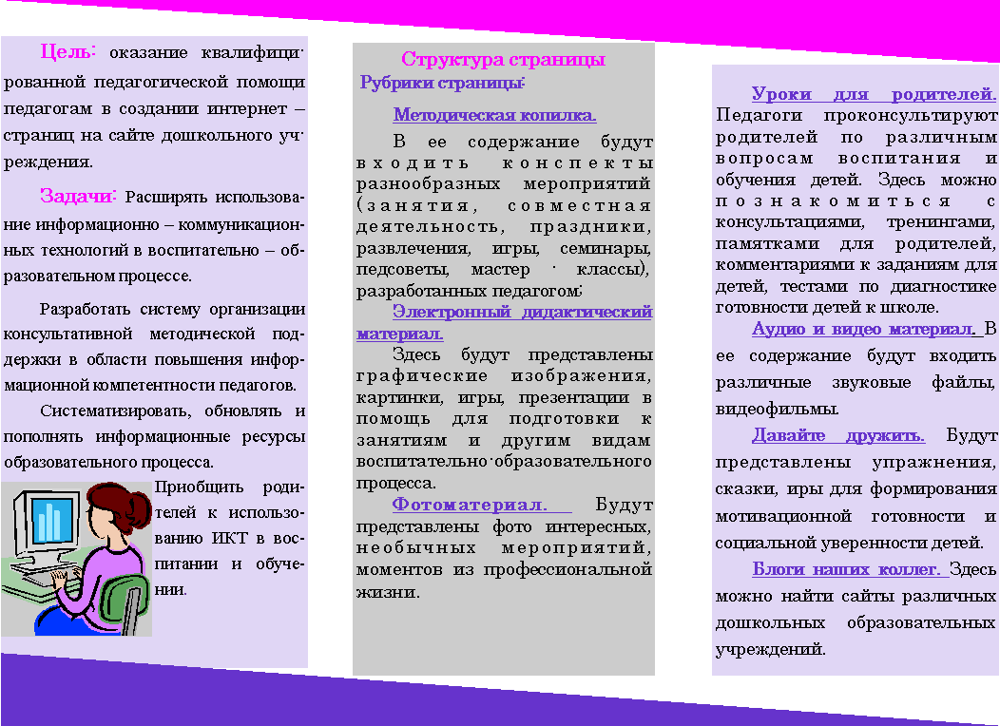 Цель: оказание квалифици-
рованной педагогической помощи
педагогам в создании интернет –
страниц на сайте дошкольного уч-
реждения.
Задачи: Расширять использова-
ние информационно – коммуникацион-
ных технологий в воспитательно – об-
разовательном процессе.
Разработать систему организации
консультативной методической под-
держки в области повышения инфор-
мационной компетентности педагогов.
Систематизировать, обновлять и
пополнять информационные ресурсы
образовательного процесса.
Приобщить роди-
телей к использо-
ванию ИКТ в вос-
питании и обуче-
нии.
Структура страницы
Рубрики страницы:
Методическая копилка.
В ее содержание будут
входить конспекты
разнообразных мероприятий
(занятия, совместная
деятельность, праздники,
развлечения, игры, семинары,
педсоветы, мастер - классы),
разработанных педагогом;
Электронный дидактический
материал.
Здесь будут представлены
графические изображения,
картинки, игры, презентации в
помощь для подготовки к
занятиям и другим видам
воспитательно-образовательного
процесса.
Фотоматериал. Будут
представлены фото интересных,
необычных мероприятий,
моментов из профессиональной
жизни.
Уроки для родителей.
Педагоги проконсультируют
родителей по различным
вопросам воспитания и
обучения детей. Здесь можно
познакомиться с
консультациями, тренингами,
памятками для родителей,
комментариями к заданиям для
детей, тестами по диагностике
готовности детей к школе.
Аудио и видео материал. В
ее содержание будут входить
различные звуковые файлы,
видеофильмы.
Давайте дружить. Будут
представлены упражнения,
сказки, иры для формирования
мотивационной готовности и
социальной уверенности детей.
Блоги наших коллег. Здесь
можно найти сайты различных
дошкольных образовательных
учреждений.